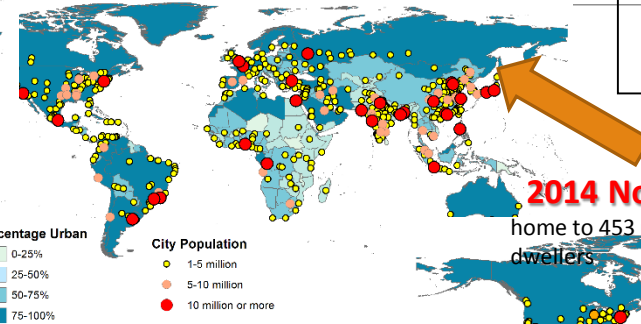 2014 No
home to 453
dwellers
centage Urban
0-25%
25-50%
50-75%
75-100%
City Population
1-5 million
5-10 million
10 million or more